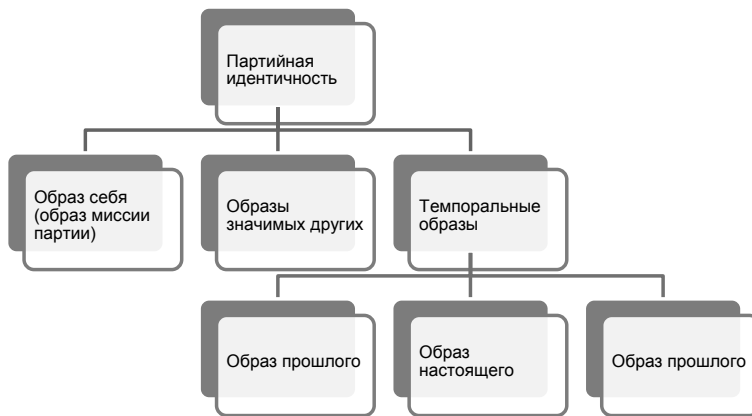 Партийная
идентичность
Образ себя
(образ миссии
партии)
Образы
значимых других
Темпоральные
образы
Образ прошлого
Образ
настоящего
Образ прошлого